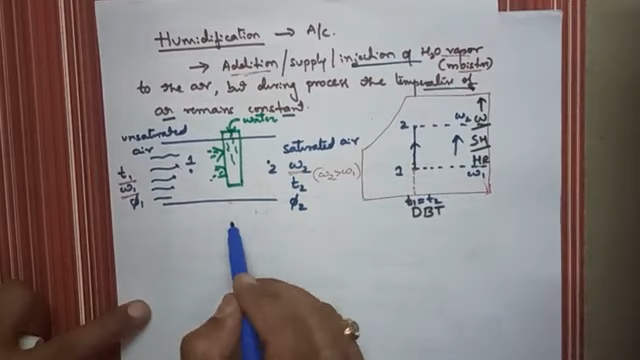 Humidification → A/c.
→ Addition/supply/injection of H₂O vapor
(moistur)
to the air, but during process the temperature of
air remains constant.
water
unsaturated
air
saturated air
1
2
t₁
ω₁
φ₁
ω₂
t₂
φ₂
(ω₂>ω₁)
2
ω₂
ω
SH
HR
1
ω₁
t₁=t₂
DBT